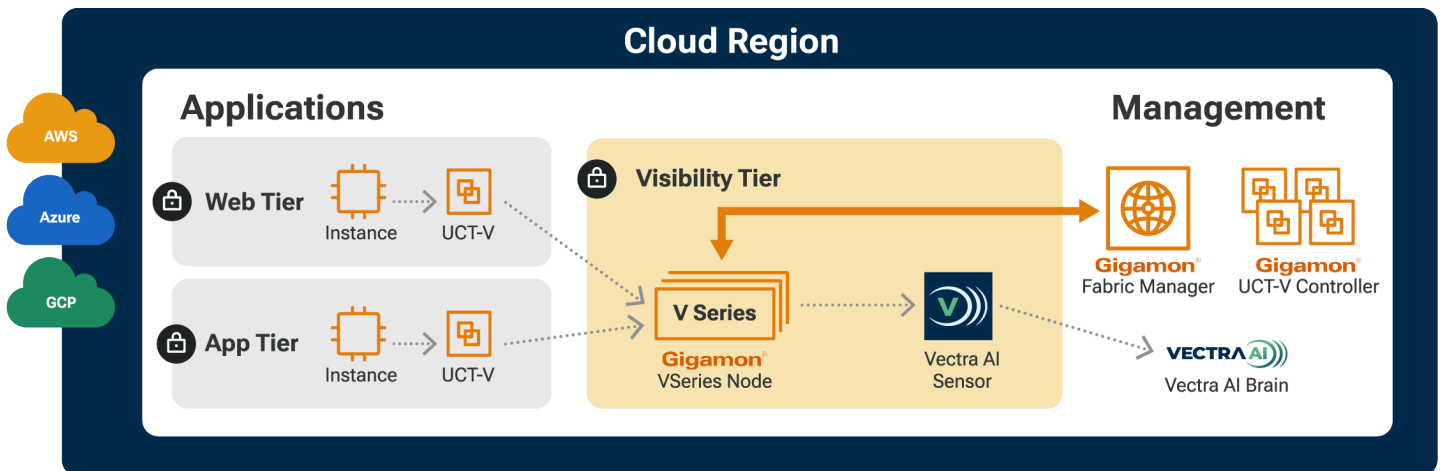 Cloud Region
AWS
Azure
GCP
Applications
Web Tier
Instance
UCT-V
App Tier
Instance
UCT-V
Visibility Tier
V Series
Gigamon®
VSeries Node
V
Vectra AI
Sensor
Management
Gigamon®
Fabric Manager
Gigamon®
UCT-V Controller
VECTRA AI
Vectra AI Brain